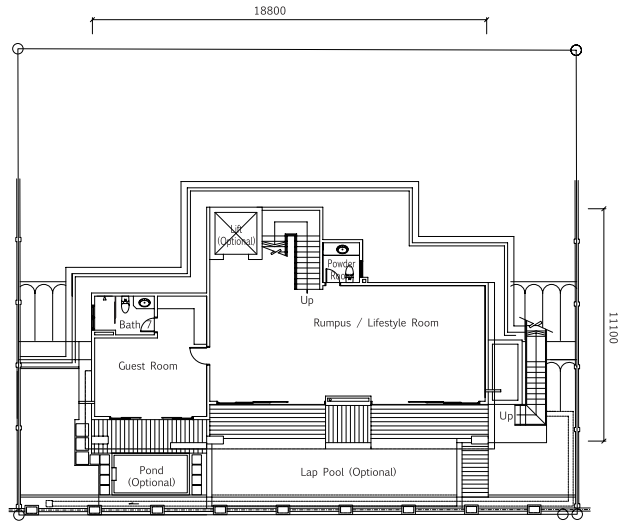 18800
Lift
(Optional)
Powder
Room
Up
Bath 7
Rumpus / Lifestyle Room
11100
Guest Room
Up
Pond
(Optional)
Lap Pool (Optional)